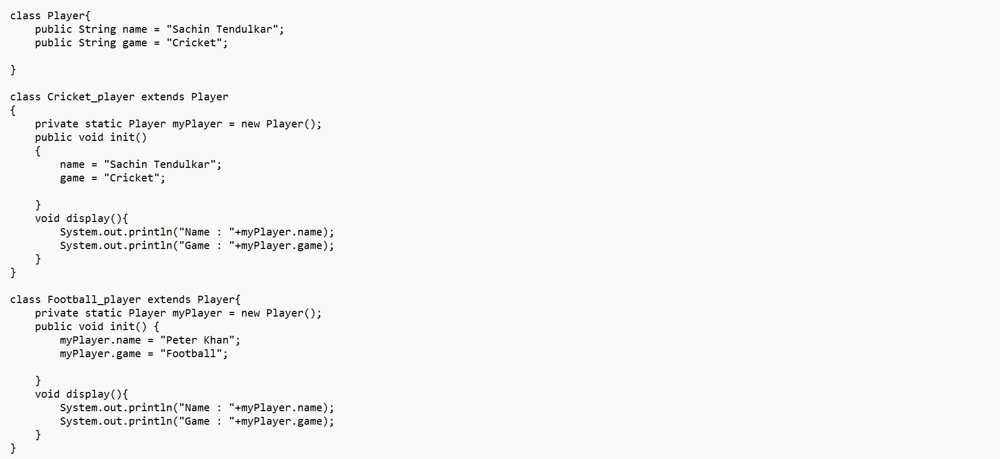 class Player{
    public String name = "Sachin Tendulkar";
    public String game = "Cricket";

}

class Cricket_player extends Player
{
    private static Player myPlayer = new Player();
    public void init()
    {
        name = "Sachin Tendulkar";
        game = "Cricket";

    }
    void display(){
        System.out.println("Name : "+myPlayer.name);
        System.out.println("Game : "+myPlayer.game);
    }
}

class Football_player extends Player{
    private static Player myPlayer = new Player();
    public void init() {
        myPlayer.name = "Peter Khan";
        myPlayer.game = "Football";

    }
    void display(){
        System.out.println("Name : "+myPlayer.name);
        System.out.println("Game : "+myPlayer.game);
    }
}